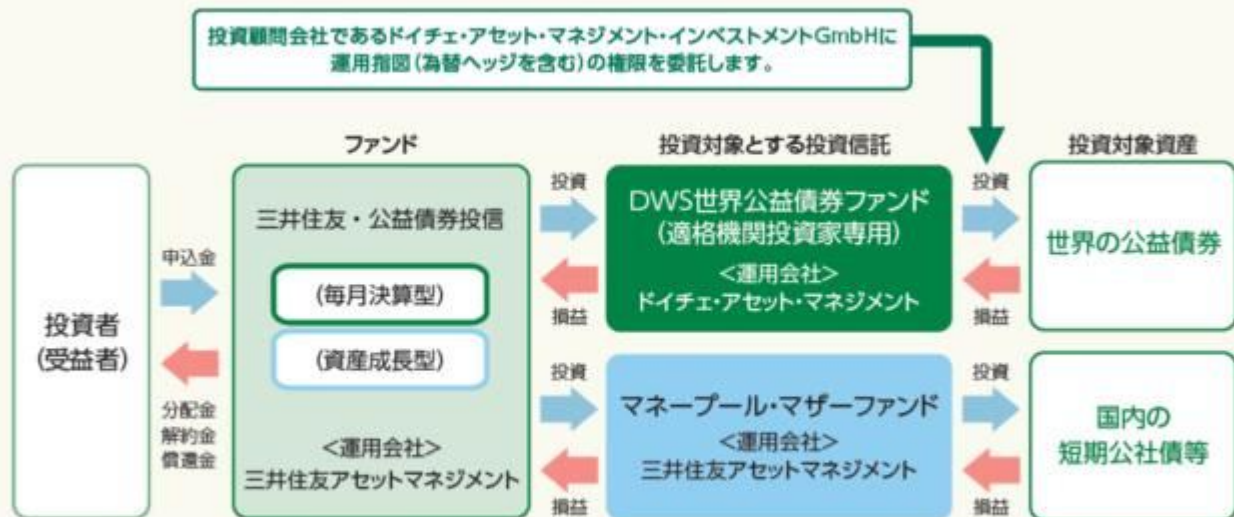 投資顧問会社であるドイチェ・アセット・マネジメント・インベストメントGmbHに
運用指図(為替ヘッジを含む)の権限を委託します。
ファンド
投資対象とする投資信託
投資対象資産
投資者
(受益者)
申込金
分配金
解約金
償還金
三井住友・公益債券投信
(毎月決算型)
(資産成長型)
<運用会社>
三井住友アセットマネジメント
投資
損益
投資
損益
DWS世界公益債券ファンド
(適格機関投資家専用)
<運用会社>
ドイチェ・アセット・マネジメント
マネープール・マザーファンド
<運用会社>
三井住友アセットマネジメント
投資
損益
投資
損益
世界の公益債券
国内の
短期公社債等